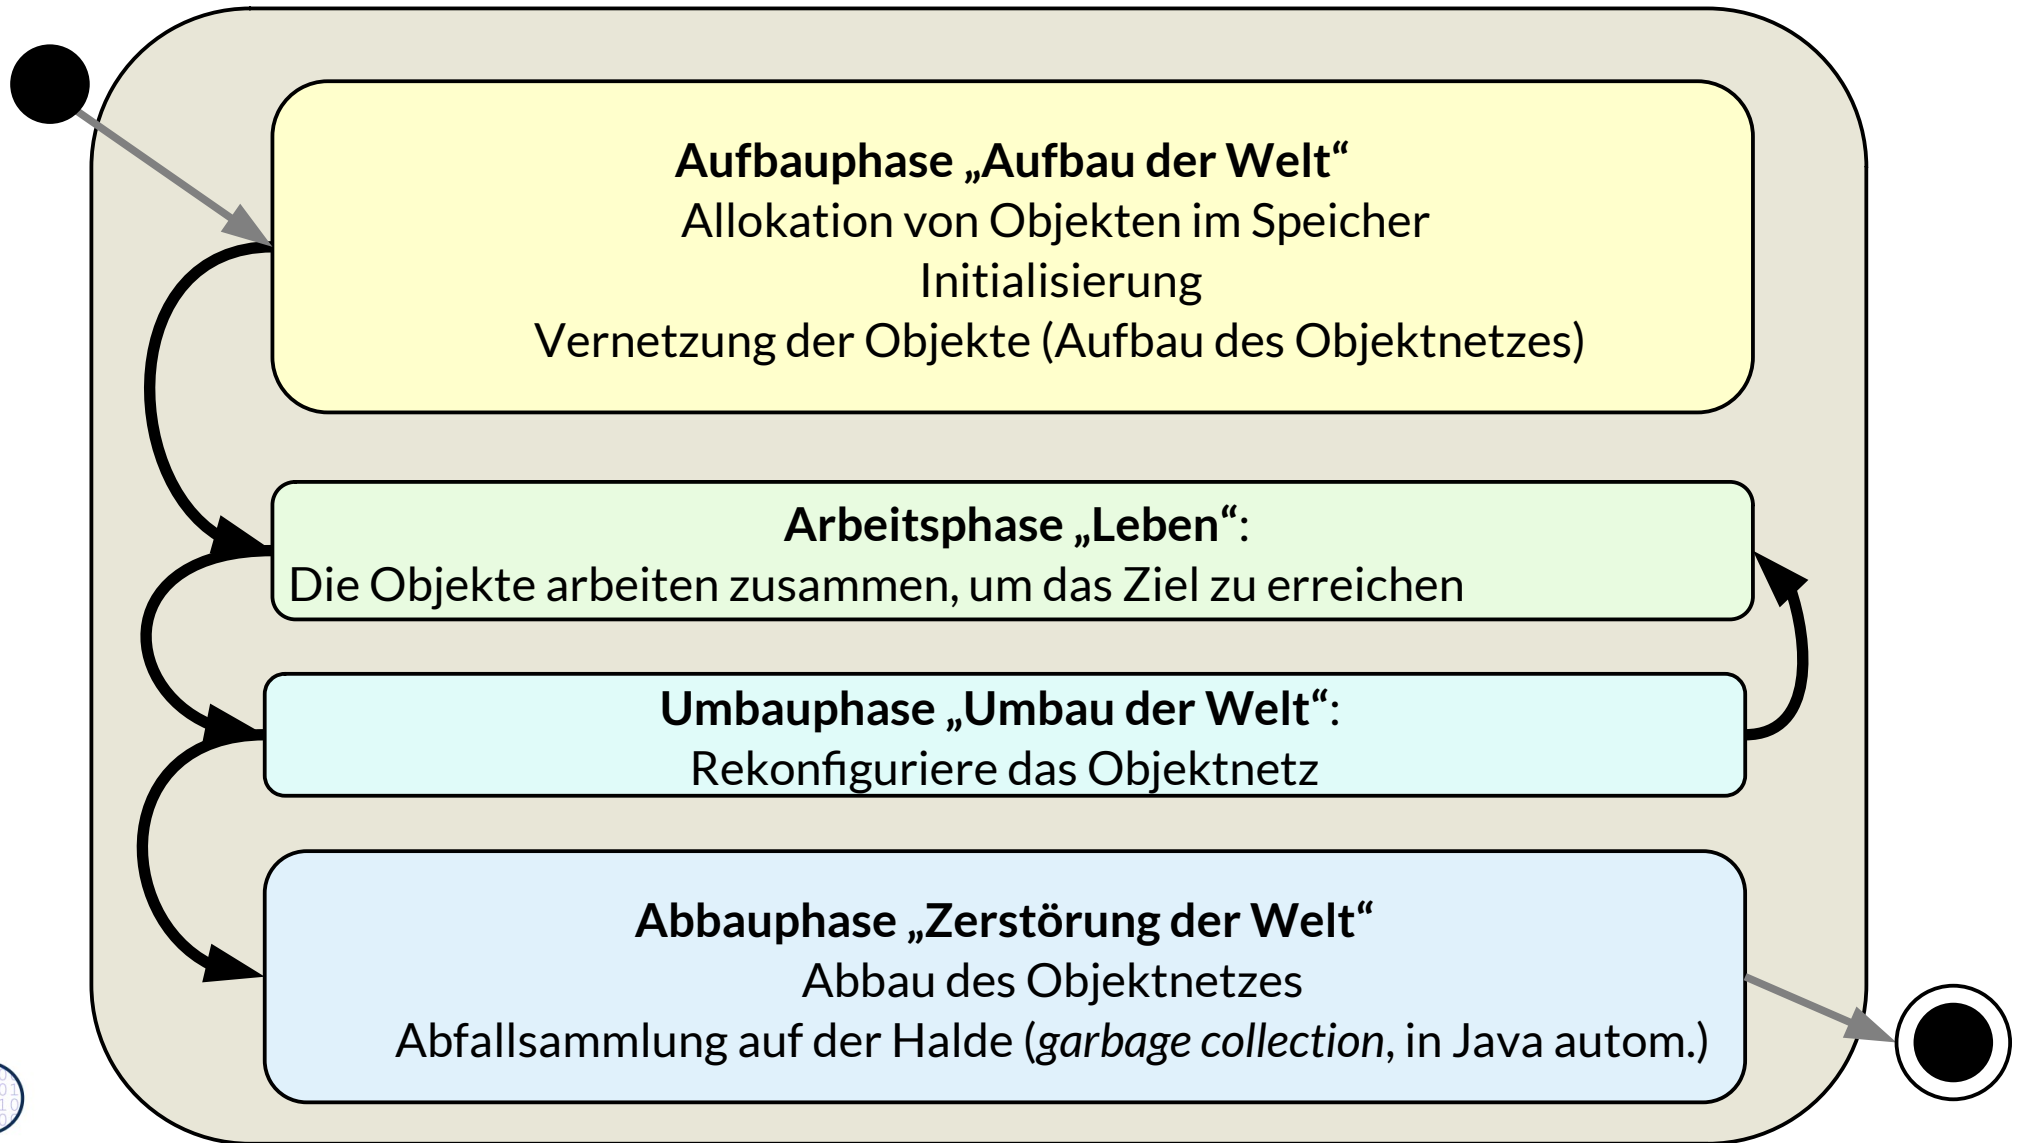 Aufbauphase „Aufbau der Welt“
Allokation von Objekten im Speicher
Initialisierung
Vernetzung der Objekte (Aufbau des Objektnetzes)
Arbeitsphase „Leben“:
Die Objekte arbeiten zusammen, um das Ziel zu erreichen
Umbauphase „Umbau der Welt“:
Rekonfiguriere das Objektnetz
Abbauphase „Zerstörung der Welt“
Abbau des Objektnetzes
Abfallsammlung auf der Halde (garbage collection, in Java autom.)